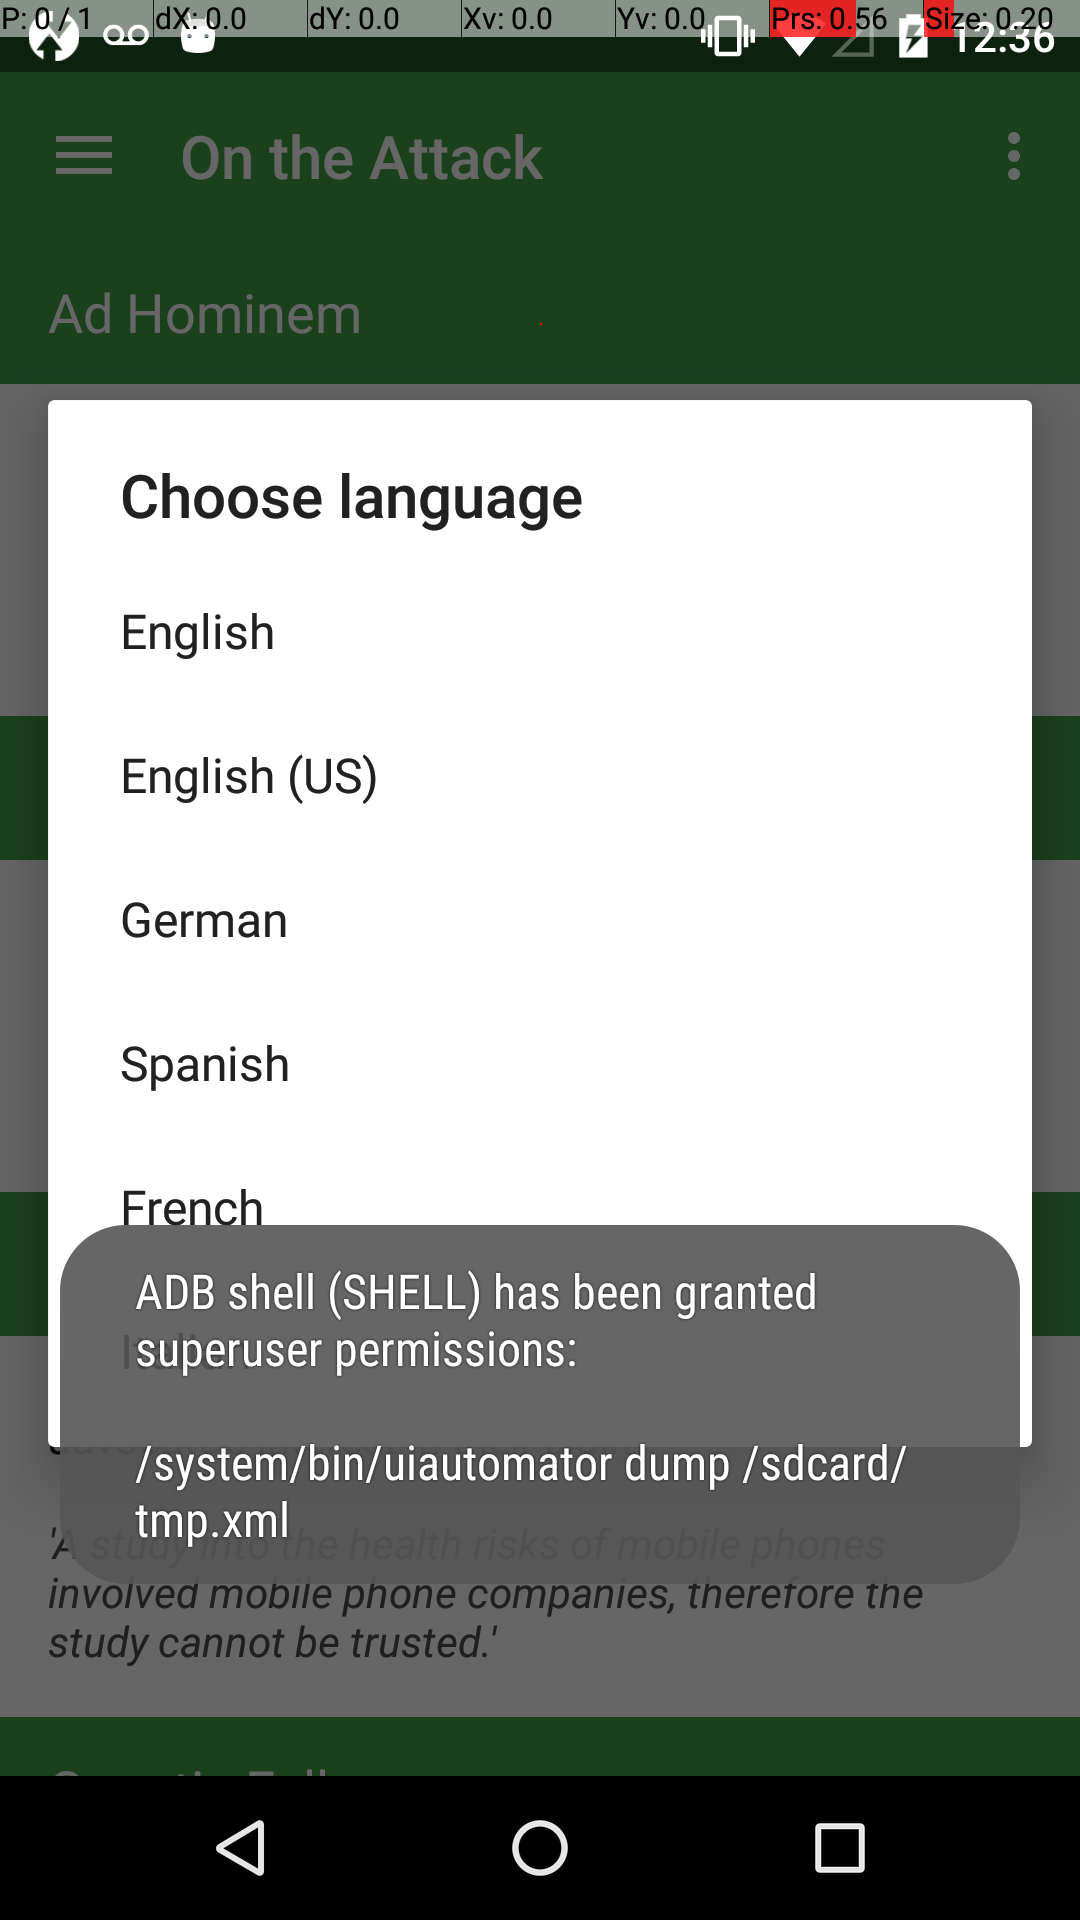 P: 0 / 1 dX: 0.0 dY: 0.0 Xv: 0.0 Yv: 0.0 Prs: 0.56 Size: 0.20
12:36
On the Attack
Ad Hominem
Choose language
English
English (US)
German
Spanish
French
Italian
ADB shell (SHELL) has been granted
superuser permissions:
/system/bin/uiautomator dump /sdcard/
tmp.xml
'A study into the health risks of mobile phones
involved mobile phone companies, therefore the
study cannot be trusted.'